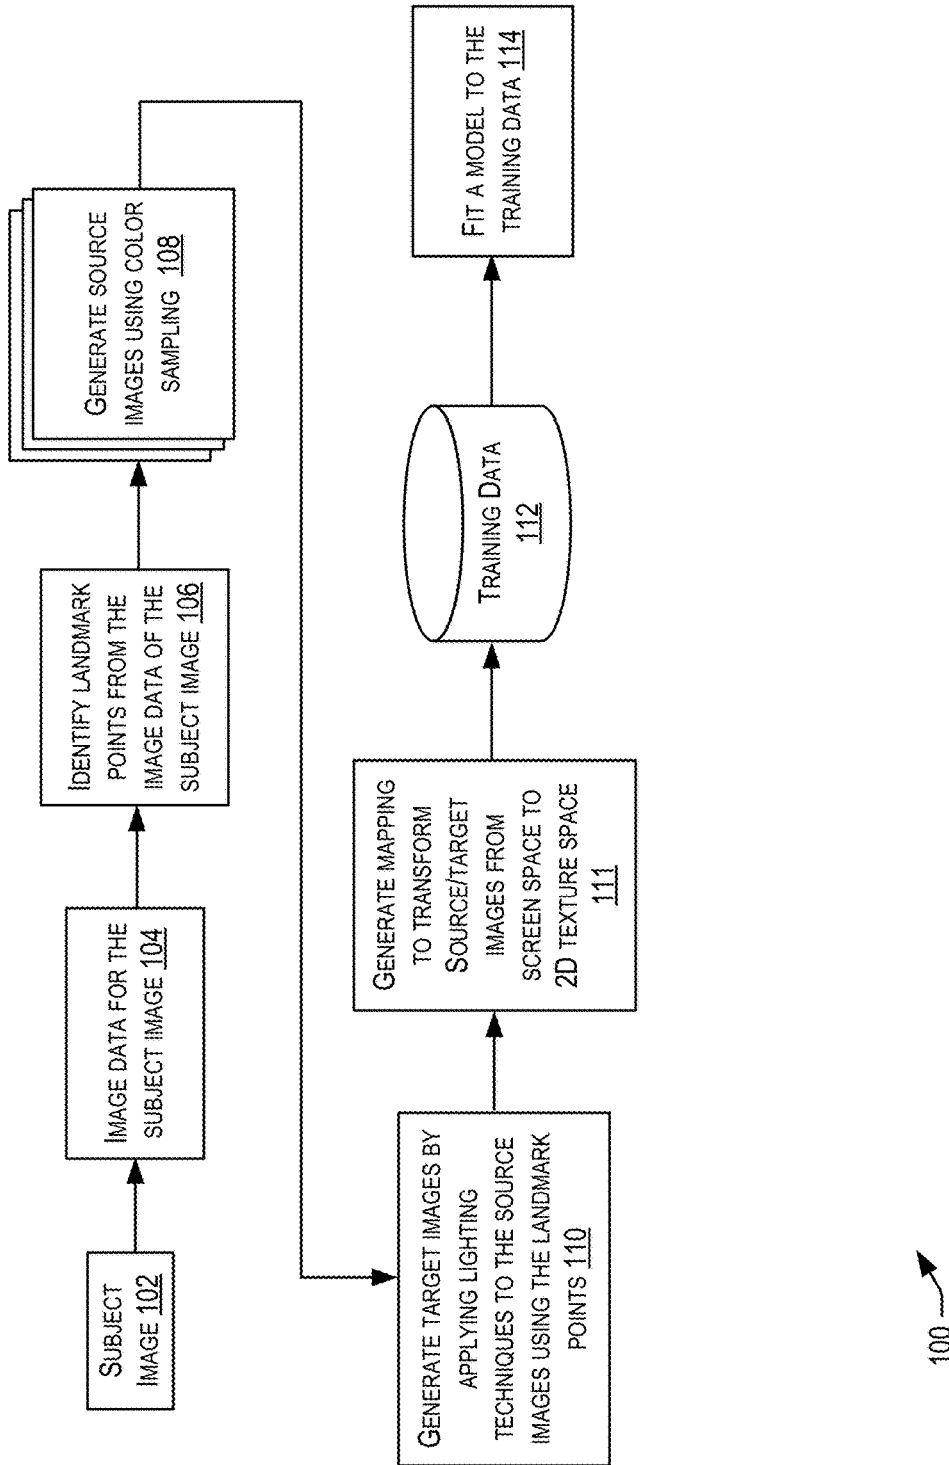 SUBJECT
IMAGE 102
IMAGE DATA FOR THE
SUBJECT IMAGE 104
IDENTIFY LANDMARK
POINTS FROM THE
IMAGE DATA OF THE
SUBJECT IMAGE 106
GENERATE SOURCE
IMAGES USING COLOR
SAMPLING 108
GENERATE TARGET IMAGES BY
APPLYING LIGHTING
TECHNIQUES TO THE SOURCE
IMAGES USING THE LANDMARK
POINTS 110
GENERATE MAPPING
TO TRANSFORM
SOURCE/TARGET
IMAGES FROM
SCREEN SPACE TO
2D TEXTURE SPACE
111
TRAINING DATA
112
FIT A MODEL TO THE
TRAINING DATA 114
100